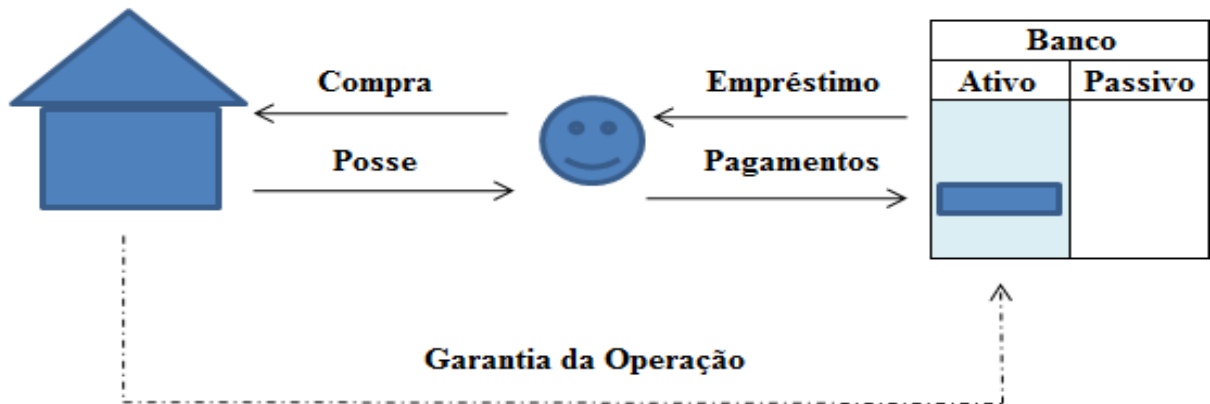 Banco
Compra
Empréstimo
Ativo
Passivo
Posse
Pagamentos
Garantia da Operação